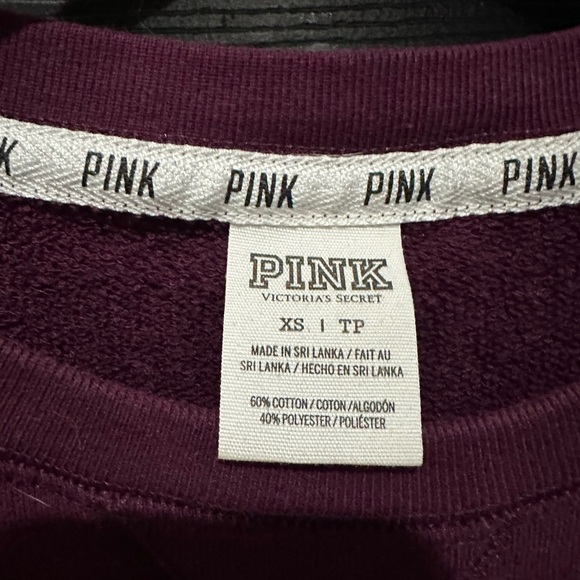 K PINK PINK PINK PINK
PINK
VICTORIA'S SECRET
XS | TP
MADE IN SRI LANKA / FAIT AU
SRI LANKA / HECHO EN SRI LANKA
60% COTTON / COTON /ALGODÓN
40% POLYESTER / POLIÉSTER